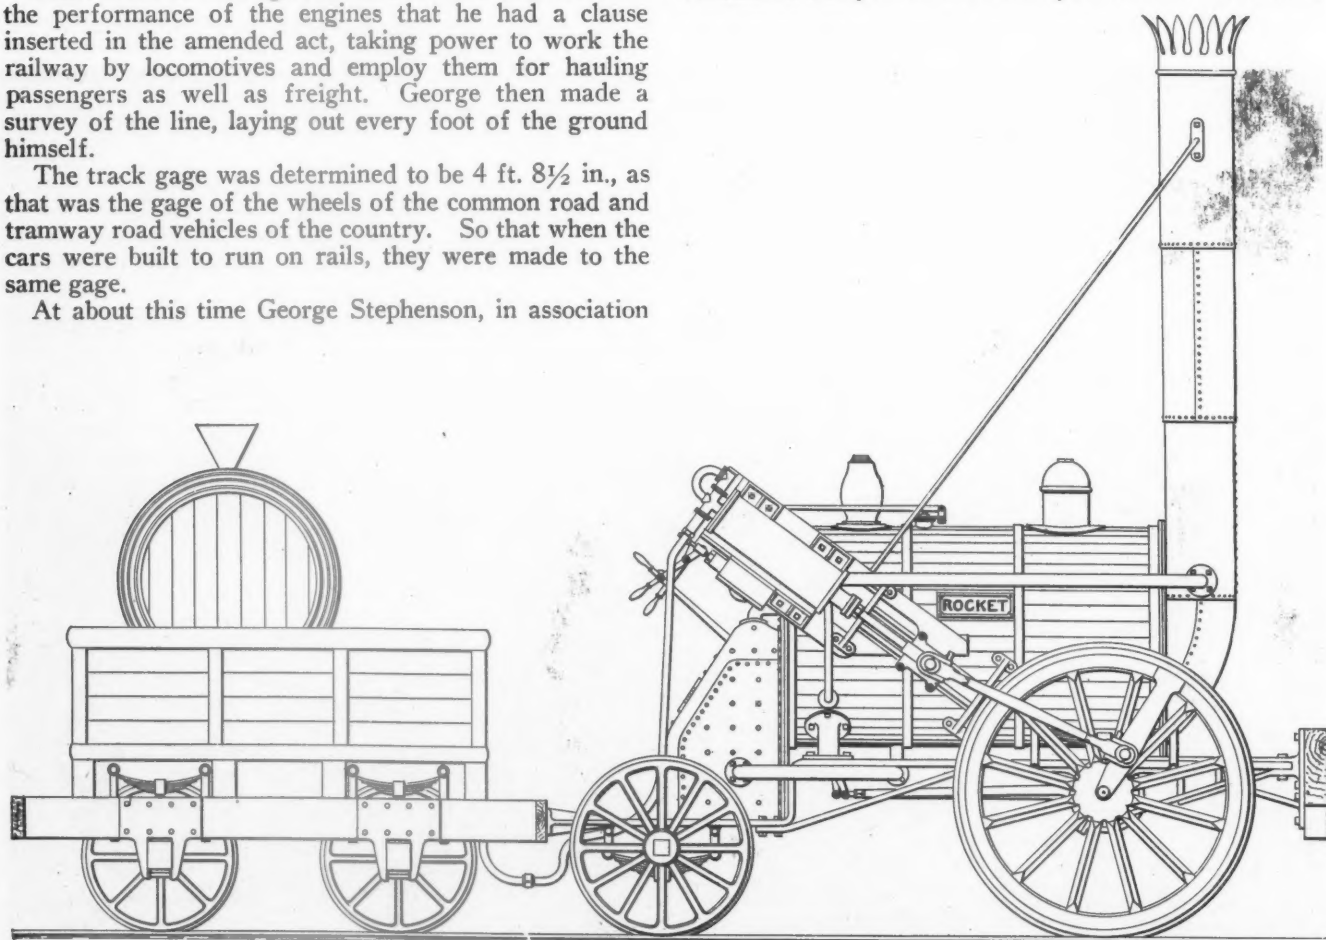 the performance of the engines that he had a clause
inserted in the amended act, taking power to work the
railway by locomotives and employ them for hauling
passengers as well as freight. George then made a
survey of the line, laying out every foot of the ground
himself.
The track gage was determined to be 4 ft. 8½ in., as
that was the gage of the wheels of the common road and
tramway road vehicles of the country. So that when the
cars were built to run on rails, they were made to the
same gage.
At about this time George Stephenson, in association
ROCKET